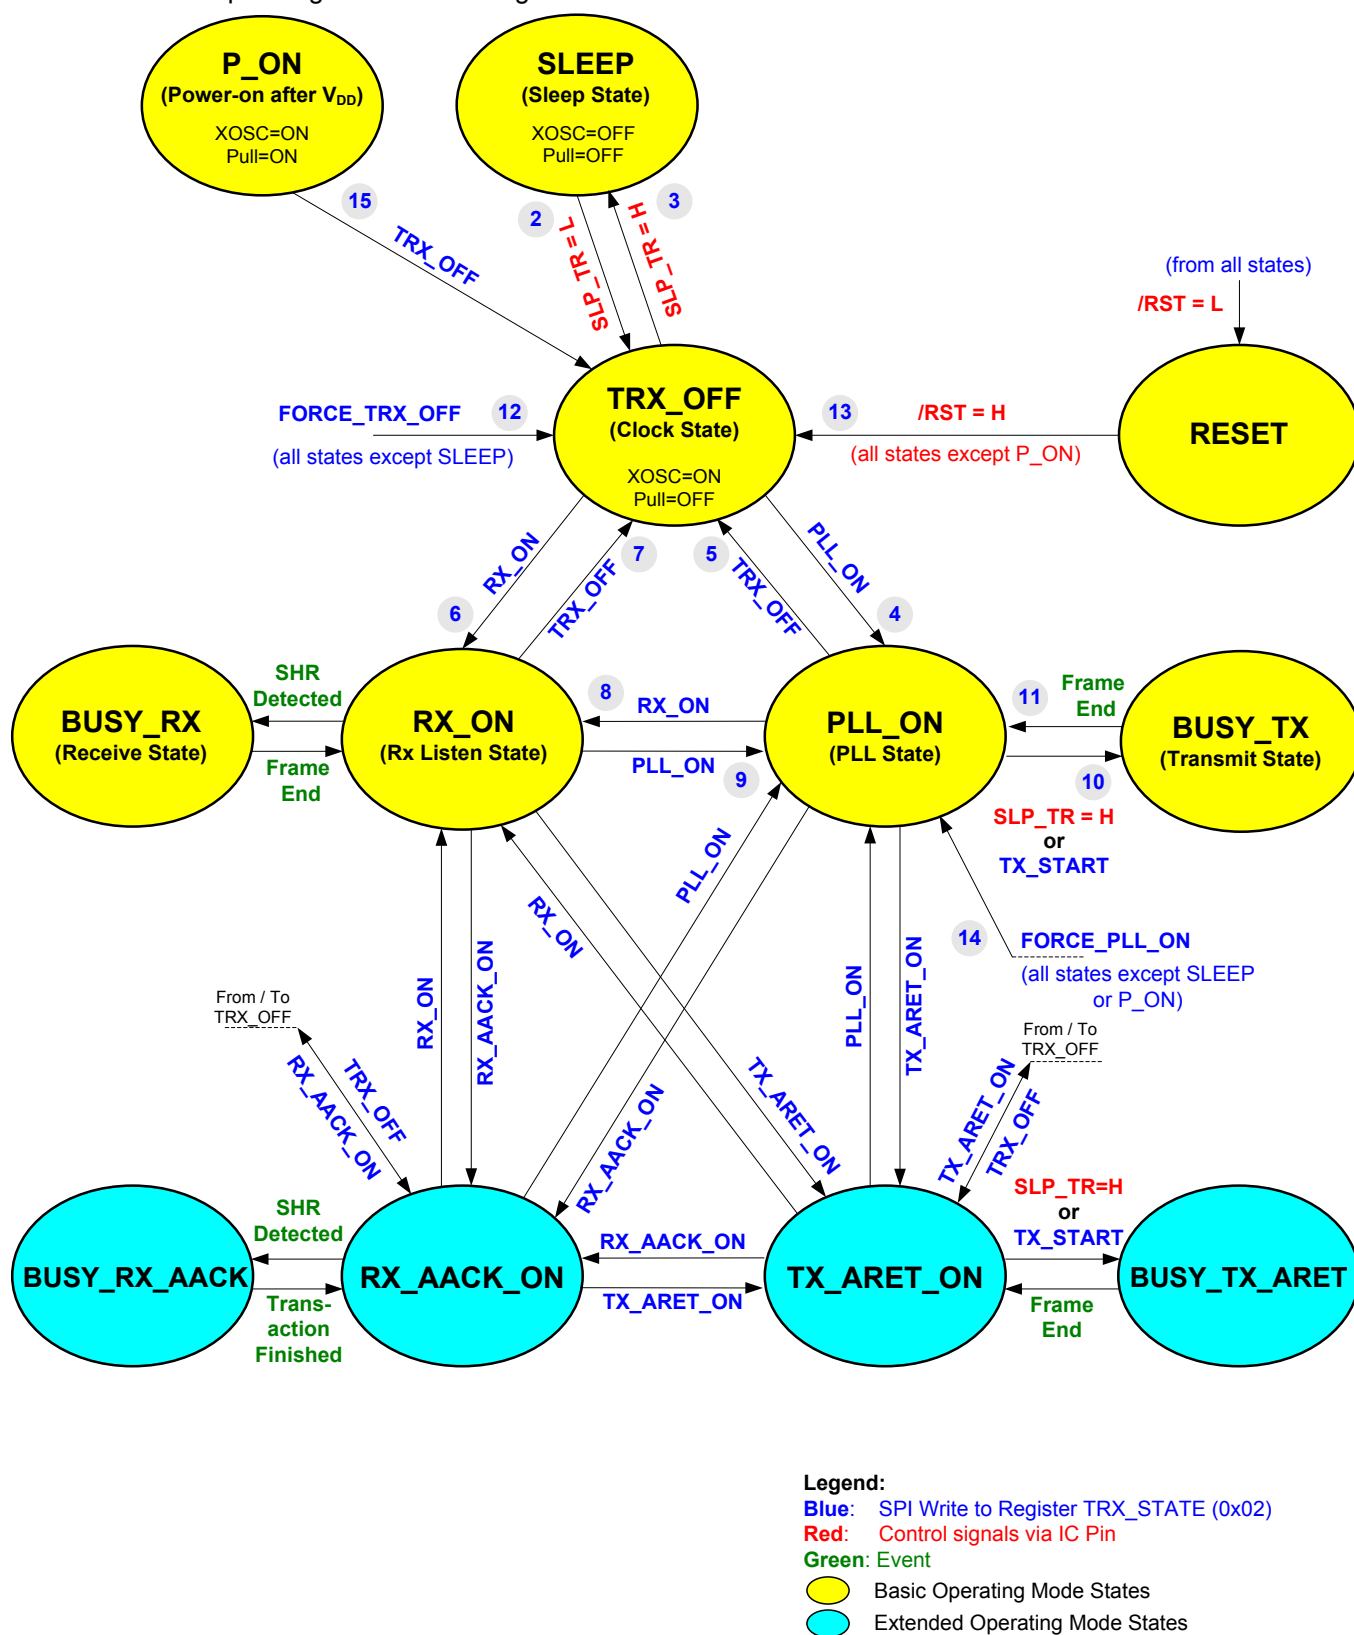 P_ON
(Power-on after VDD)
XOSC=ON
Pull=ON
SLEEP
(Sleep State)
XOSC=OFF
Pull=OFF
15
TRX_OFF
2
SLP_TR = L
SLP_TR = H
3
(from all states)
/RST = L
FORCE_TRX_OFF
12
(all states except SLEEP)
TRX_OFF
(Clock State)
XOSC=ON
Pull=OFF
13
/RST = H
(all states except P_ON)
RESET
RX_ON
6
7
TRX_OFF
5
TRX_OFF
PLL_ON
4
BUSY_RX
(Receive State)
SHR
Detected
Frame
End
RX_ON
(Rx Listen State)
8
RX_ON
PLL_ON
9
PLL_ON
(PLL State)
11
Frame
End
10
SLP_TR = H
or
TX_START
BUSY_TX
(Transmit State)
14
FORCE_PLL_ON
(all states except SLEEP
or P_ON)
PLL_ON
RX_ON
RX_ON
RX_AACK_ON
RX_AACK_ON
TX_ARET_ON
PLL_ON
TX_ARET_ON
From / To
TRX_OFF
TRX_OFF
RX_AACK_ON
From / To
TRX_OFF
TX_ARET_ON
TRX_OFF
BUSY_RX_AACK
SHR
Detected
Trans-
action
Finished
RX_AACK_ON
RX_AACK_ON
TX_ARET_ON
TX_ARET_ON
SLP_TR=H
or
TX_START
Frame
End
BUSY_TX_ARET
Legend:
Blue: SPI Write to Register TRX_STATE (0x02)
Red: Control signals via IC Pin
Green: Event
Basic Operating Mode States
Extended Operating Mode States